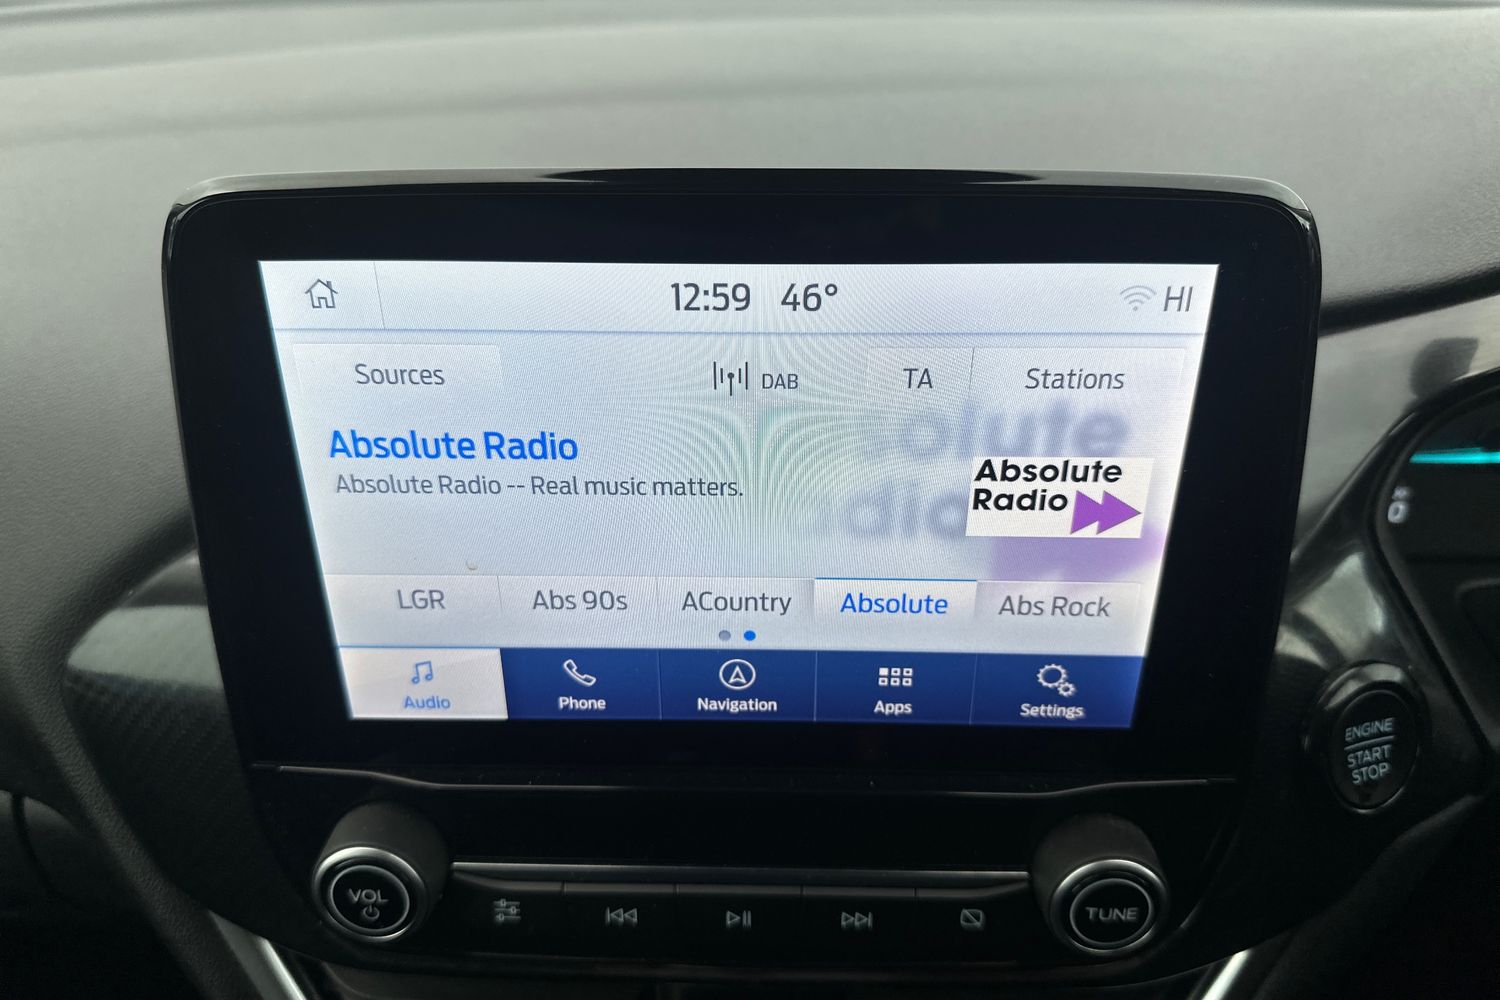 12:59 46° HI
Sources DAB TA Stations
Absolute Radio
Absolute Radio -- Real music matters.
Absolute
Radio
LGR Abs 90s ACountry Absolute Abs Rock
Audio Phone Navigation Apps Settings
ENGINE
START
STOP
VOL
TUNE
0